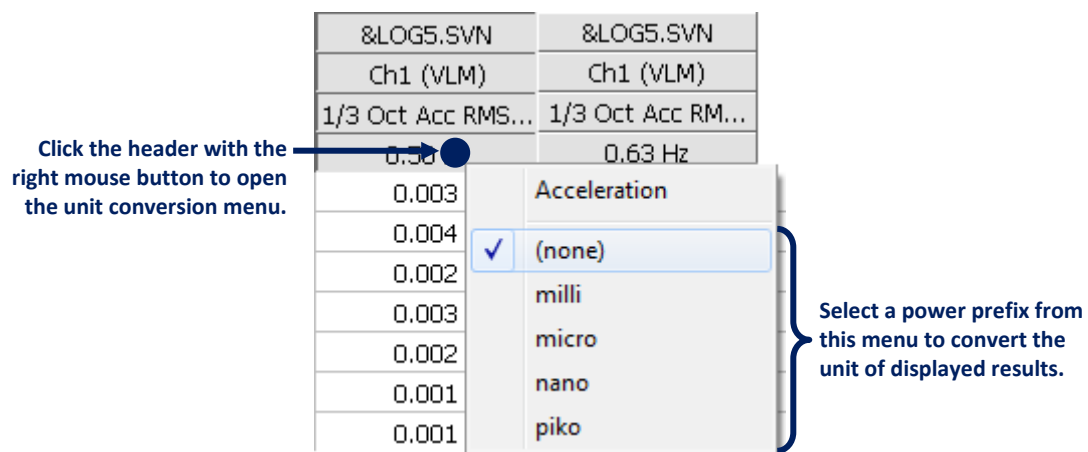 &LOG5.SVN &LOG5.SVN
Ch1 (VLM) Ch1 (VLM)
1/3 Oct Acc RMS... 1/3 Oct Acc RM...
0.50 0.63 Hz
Click the header with the
right mouse button to open
the unit conversion menu.
0.003
0.004
0.002
0.003
0.002
0.001
0.001
Acceleration
(none)
milli
micro
nano
piko
Select a power prefix from
this menu to convert the
unit of displayed results.